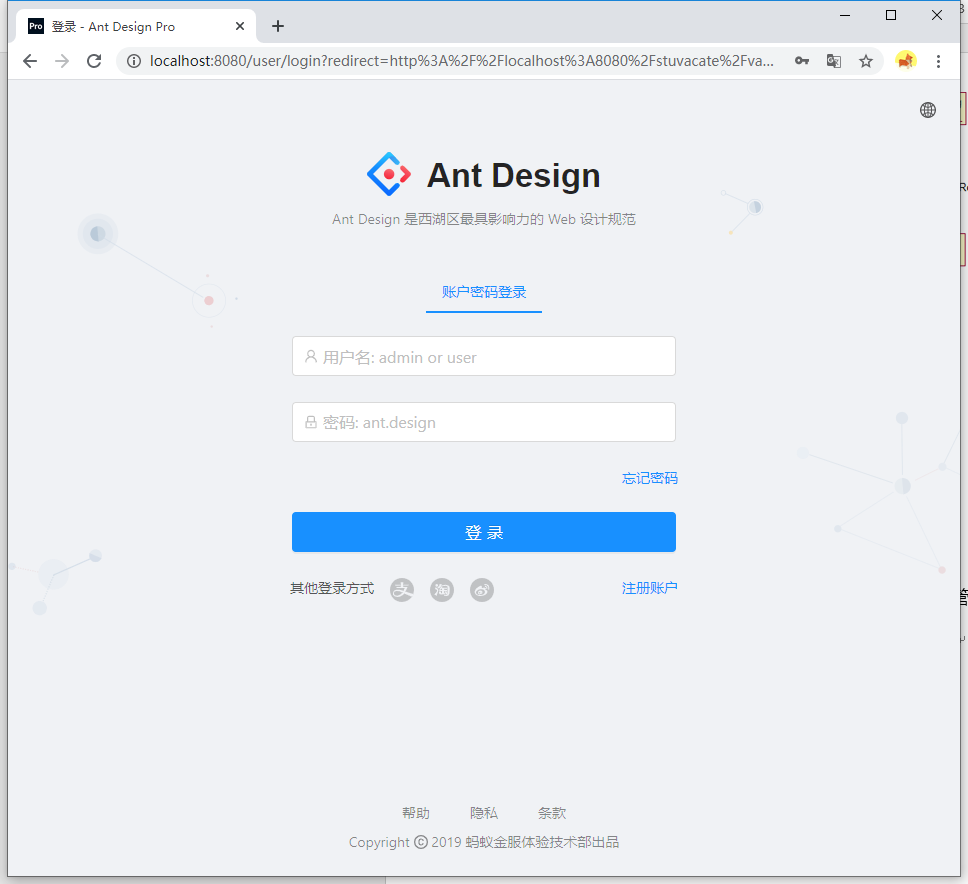 Pro 登录 - Ant Design Pro
localhost:8080/user/login?redirect=http%3A%2F%2Flocalhost%3A8080%2Fstuvacate%2Fva...
Ant Design
Ant Design 是西湖区最具影响力的 Web 设计规范
账户密码登录
用户名: admin or user
密码: ant.design
忘记密码
登 录
其他登录方式 支 淘 注册账户
帮助 隐私 条款
Copyright © 2019 蚂蚁金服体验技术部出品